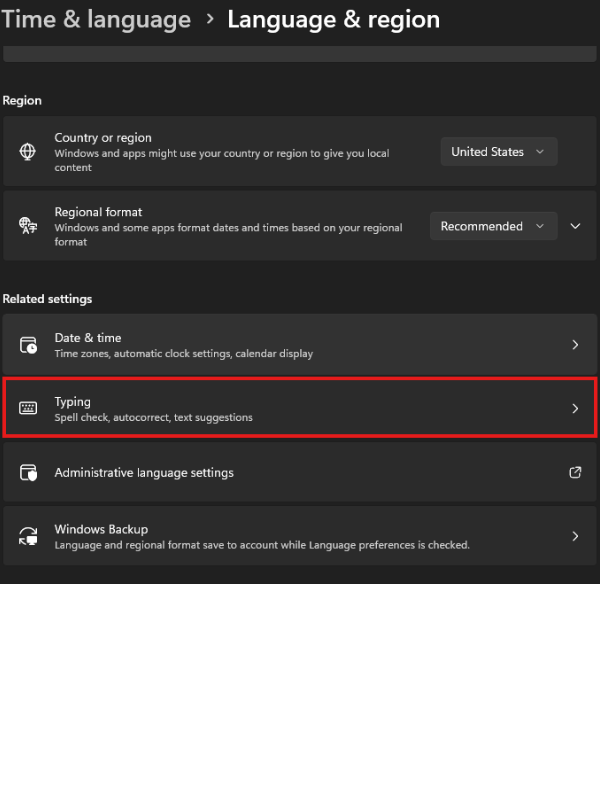 Time & language > Language & region
Region
Country or region
Windows and apps might use your country or region to give you local
content
United States
Regional format
Windows and some apps format dates and times based on your regional
format
Recommended
Related settings
Date & time
Time zones, automatic clock settings, calendar display
Typing
Spell check, autocorrect, text suggestions
Administrative language settings
Windows Backup
Language and regional format save to account while Language preferences is checked.